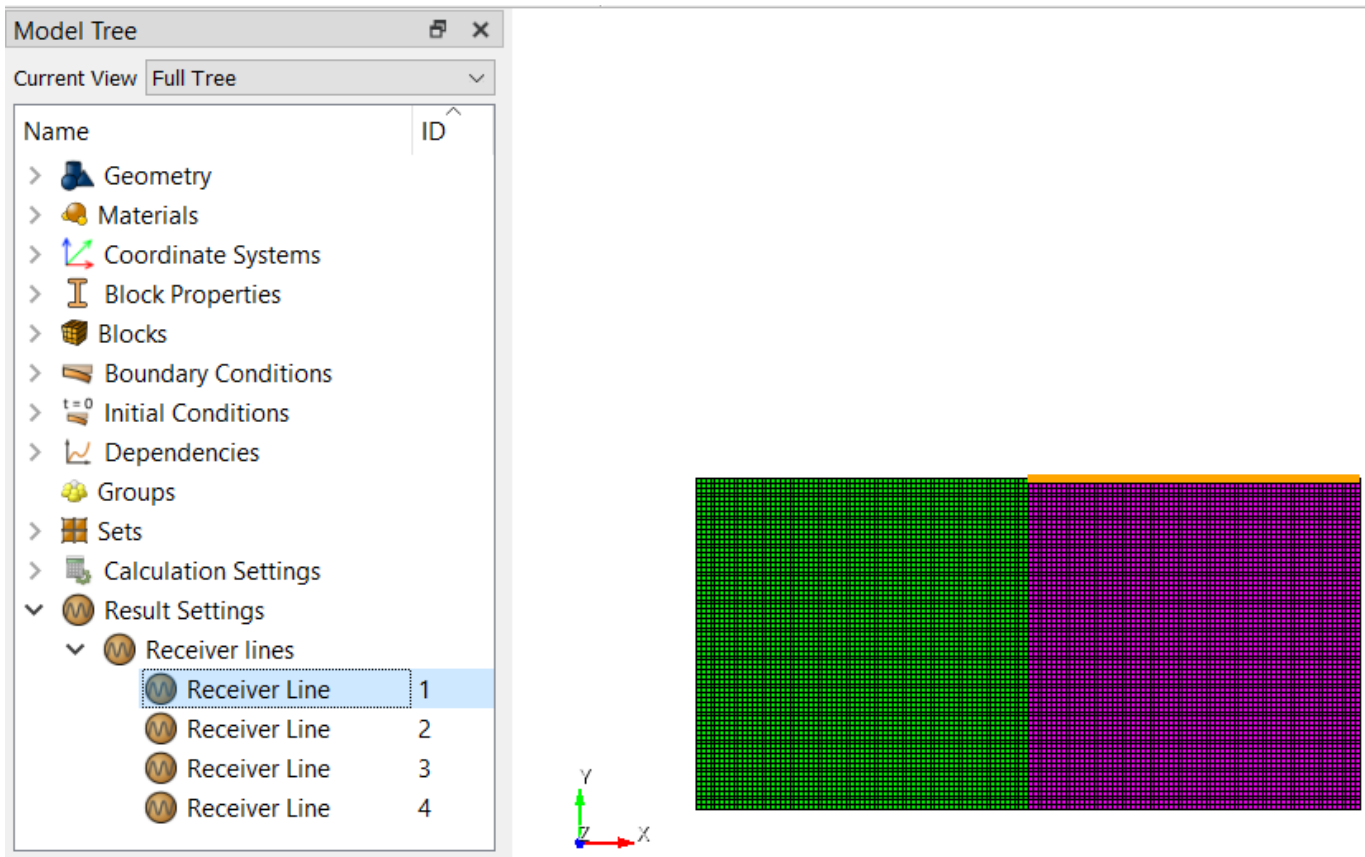 Model Tree
Current View Full Tree
Name ID
Geometry
Materials
Coordinate Systems
Block Properties
Blocks
Boundary Conditions
t=0 Initial Conditions
Dependencies
Groups
Sets
Calculation Settings
Result Settings
Receiver lines
Receiver Line 1
Receiver Line 2
Receiver Line 3
Receiver Line 4
Y
Z X